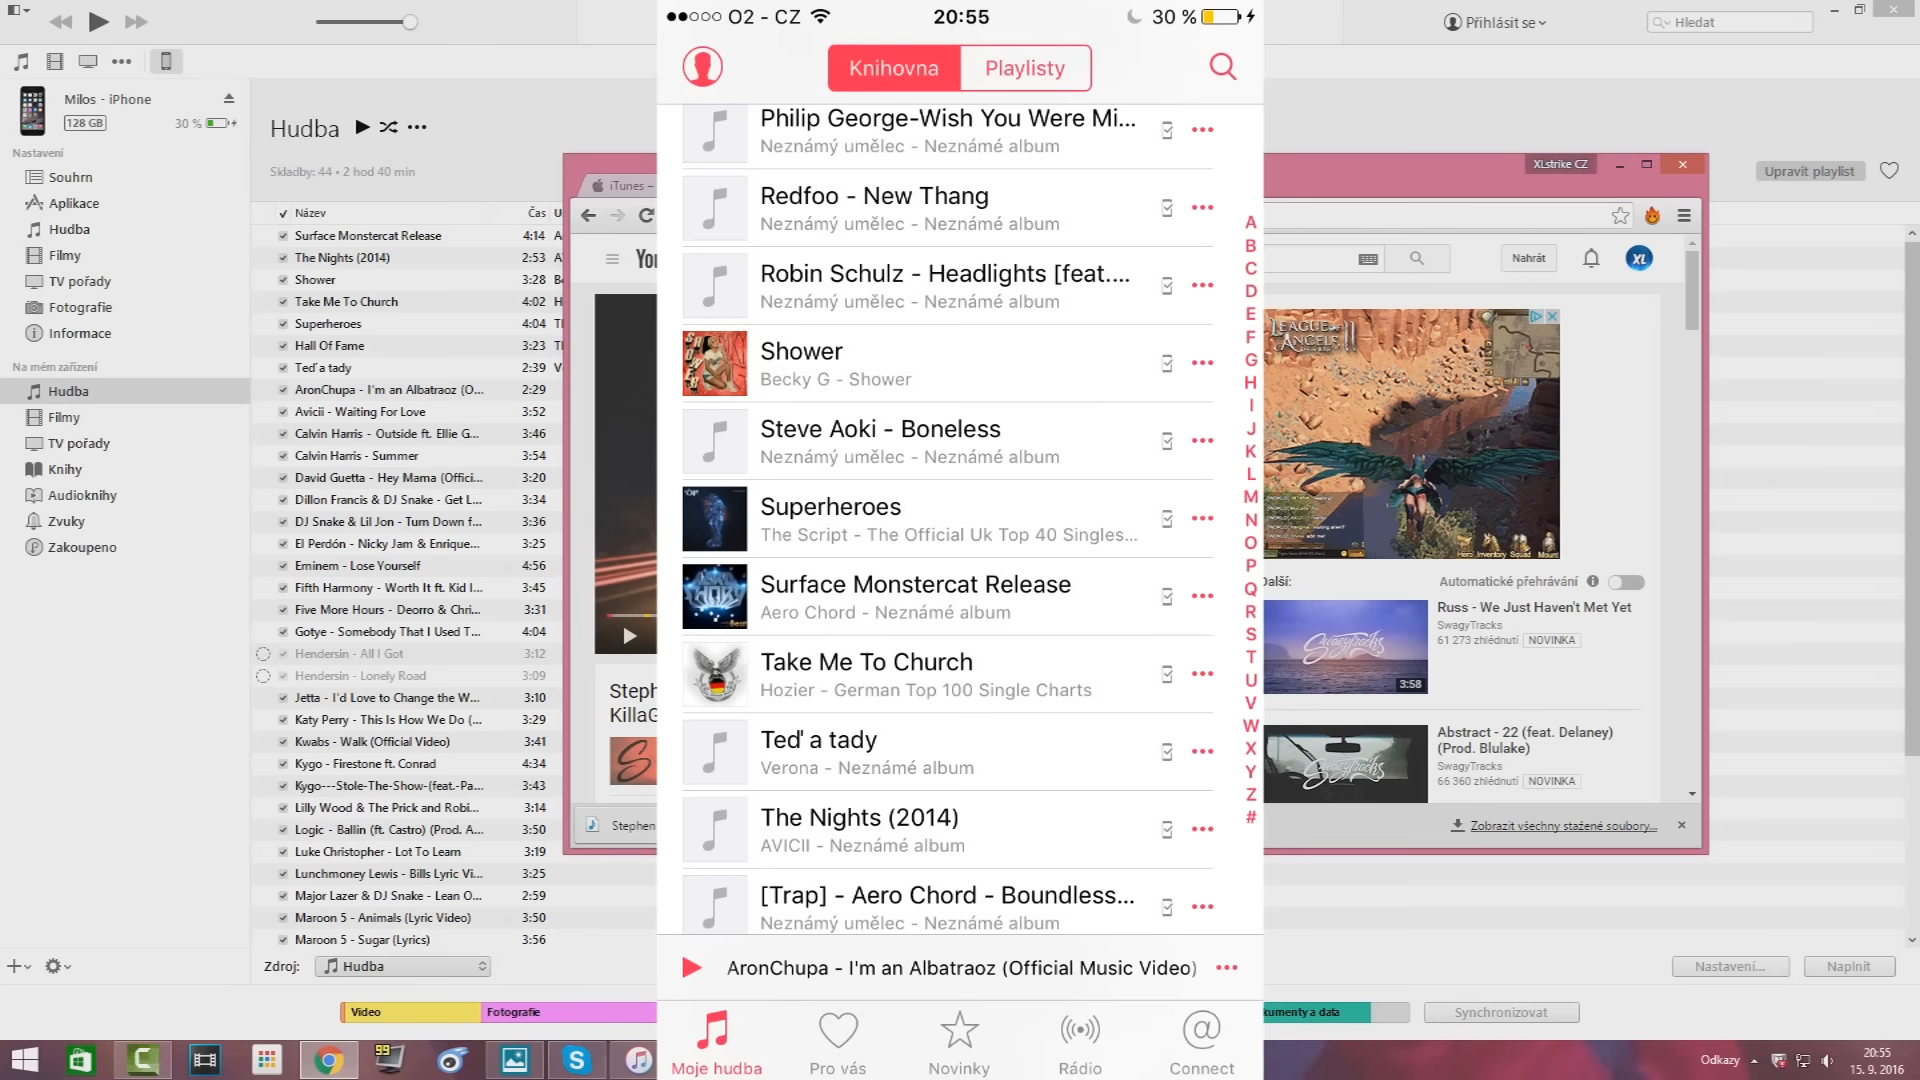 Přihlásit se
Hledat
Milos - iPhone
128 GB
30 %
Nastavení
Souhrn
Aplikace
Hudba
Filmy
TV pořady
Fotografie
Informace
Na mém zařízení
Hudba
Filmy
TV pořady
Knihy
Audioknihy
Zvuky
Zakoupeno
Hudba
Skladby: 44 • 2 hod 40 min
Upravit playlist
Název Čas U
Surface Monstercat Release 4:14 A
The Nights (2014) 2:53 A
Shower 3:28 B
Take Me To Church 4:02 H
Superheroes 4:04 T
Hall Of Fame 3:23 T
Teď a tady 2:39 V
AronChupa - I'm an Albatraoz (O... 2:29
Avicii - Waiting For Love 3:52
Calvin Harris - Outside ft. Ellie G... 3:46
Calvin Harris - Summer 3:54
David Guetta - Hey Mama (Offici... 3:20
Dillon Francis & DJ Snake - Get L... 3:34
DJ Snake & Lil Jon - Turn Down f... 3:36
El Perdón - Nicky Jam & Enrique... 3:25
Eminem - Lose Yourself 4:56
Fifth Harmony - Worth It ft. Kid I... 3:45
Five More Hours - Deorro & Chri... 3:31
Gotye - Somebody That I Used T... 4:04
Hendersin - All I Got 3:12
Hendersin - Lonely Road 3:09
Jetta - I'd Love to Change the W... 3:10
Katy Perry - This Is How We Do (... 3:29
Kwabs - Walk (Official Video) 3:41
Kygo - Firestone ft. Conrad 4:34
Kygo---Stole-The-Show-(feat.-Pa... 3:43
Lilly Wood & The Prick and Robi... 3:14
Logic - Ballin (ft. Castro) (Prod. A... 3:50
Luke Christopher - Lot To Learn 3:19
Lunchmoney Lewis - Bills Lyric Vi... 3:25
Major Lazer & DJ Snake - Lean O... 2:59
Maroon 5 - Animals (Lyric Video) 3:50
Maroon 5 - Sugar (Lyrics) 3:56
Zdroj: Hudba
Nastavení...
Naplnit
Video
Fotografie
kumenty a data
Synchronizovat
O2 - CZ
20:55
30 %
Knihovna
Playlisty
Philip George-Wish You Were Mi...
Neznámý umělec - Neznámé album
Redfoo - New Thang
Neznámý umělec - Neznámé album
Robin Schulz - Headlights [feat....
Neznámý umělec - Neznámé album
Shower
Becky G - Shower
Steve Aoki - Boneless
Neznámý umělec - Neznámé album
Superheroes
The Script - The Official Uk Top 40 Singles...
Surface Monstercat Release
Aero Chord - Neznámé album
Take Me To Church
Hozier - German Top 100 Single Charts
Teď a tady
Verona - Neznámé album
The Nights (2014)
AVICII - Neznámé album
[Trap] - Aero Chord - Boundless...
Neznámý umělec - Neznámé album
A
B
C
D
E
F
G
H
I
J
K
L
M
N
O
P
Q
R
S
T
U
V
W
X
Y
Z
#
AronChupa - I'm an Albatraoz (Official Music Video)
Moje hudba
Pro vás
Novinky
Rádio
Connect
iTunes –
XLstrike CZ
You
Nahrát
XL
LEAGUE OF
ANGELS II
Hero Inventory Squad Mount
Další:
Automatické přehrávání
Russ - We Just Haven't Met Yet
SwagyTracks
61 273 zhlédnutí NOVINKA
SwagyTracks
3:58
Abstract - 22 (feat. Delaney)
(Prod. Blulake)
SwagyTracks
66 360 zhlédnutí NOVINKA
SwagyTracks
Steph
KillaG
Stephen
Zobrazit všechny stažené soubory...
99
Odkazy
20:55
15. 9. 2016